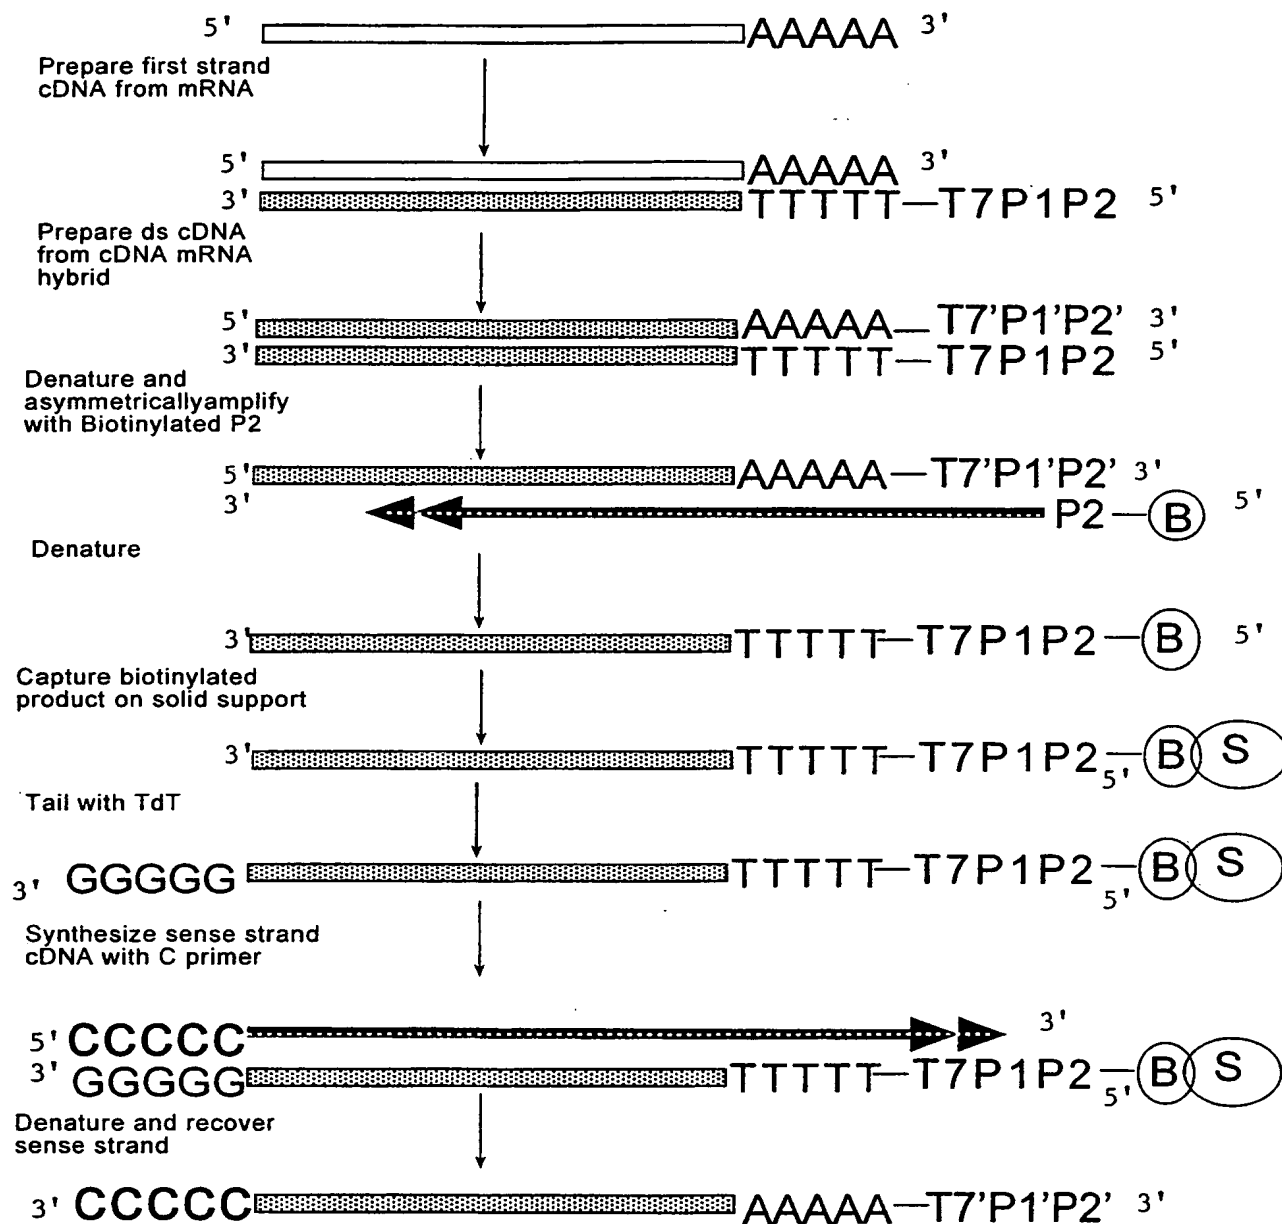 5' AAAAA 3'
Prepare first strand
cDNA from mRNA
5' AAAAA 3'
3' TTTTT—T7P1P2 5'
Prepare ds cDNA
from cDNA mRNA
hybrid
5' AAAAA— T7'P1'P2' 3'
3' TTTTT—T7P1P2 5'
Denature and
asymmetricallyamplify
with Biotinylated P2
5' AAAAA—T7'P1'P2' 3'
3' P2—B 5'
Denature
3' TTTTT—T7P1P2—B 5'
Capture biotinylated
product on solid support
3' TTTTT—T7P1P2—B S
5'
Tail with TdT
3' GGGGG TTTTT—T7P1P2—B S
5'
Synthesize sense strand
cDNA with C primer
5' CCCCC 3'
3' GGGGG TTTTT—T7P1P2—B S
5'
Denature and recover
sense strand
3' CCCCC AAAAA—T7'P1'P2' 3'